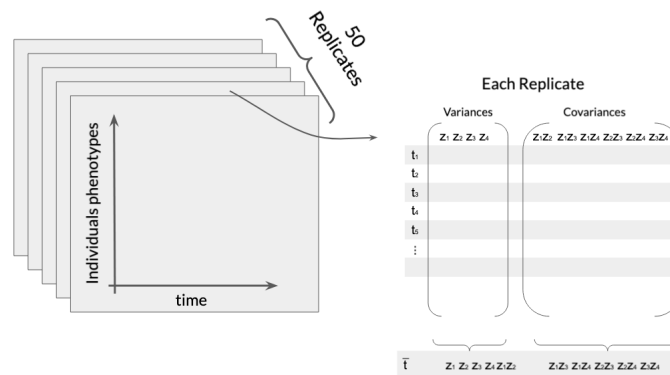 50
Replicates
Individuals phenotypes
time
Each Replicate
Variances
Covariances
z₁ z₂ z₃ z₄
z₁z₂ z₁z₃ z₁z₄ z₂z₃ z₂z₄ z₃z₄
t₁
t₂
t₃
t₄
t₅
⋮
t̅ z₁ z₂ z₃ z₄ z₁z₂ z₁z₃ z₁z₄ z₂z₃ z₂z₄ z₃z₄